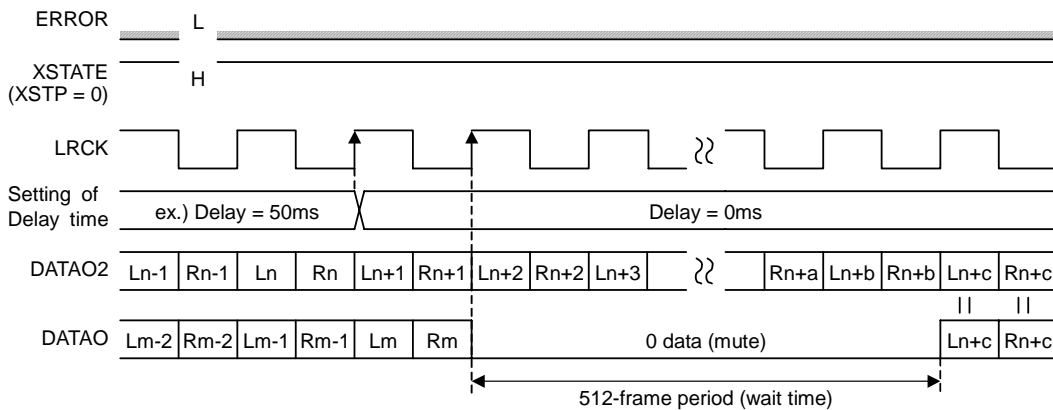 ERROR
L
XSTATE
(XSTP = 0)
H
LRCK
Setting of
Delay time
ex.) Delay = 50ms
Delay = 0ms
DATAO2
Ln-1 Rn-1 Ln Rn Ln+1 Rn+1 Ln+2 Rn+2 Ln+3 Rn+a Ln+b Rn+b Ln+c Rn+c
DATAO
Lm-2 Rm-2 Lm-1 Rm-1 Lm Rm 0 data (mute) Ln+c Rn+c
512-frame period (wait time)